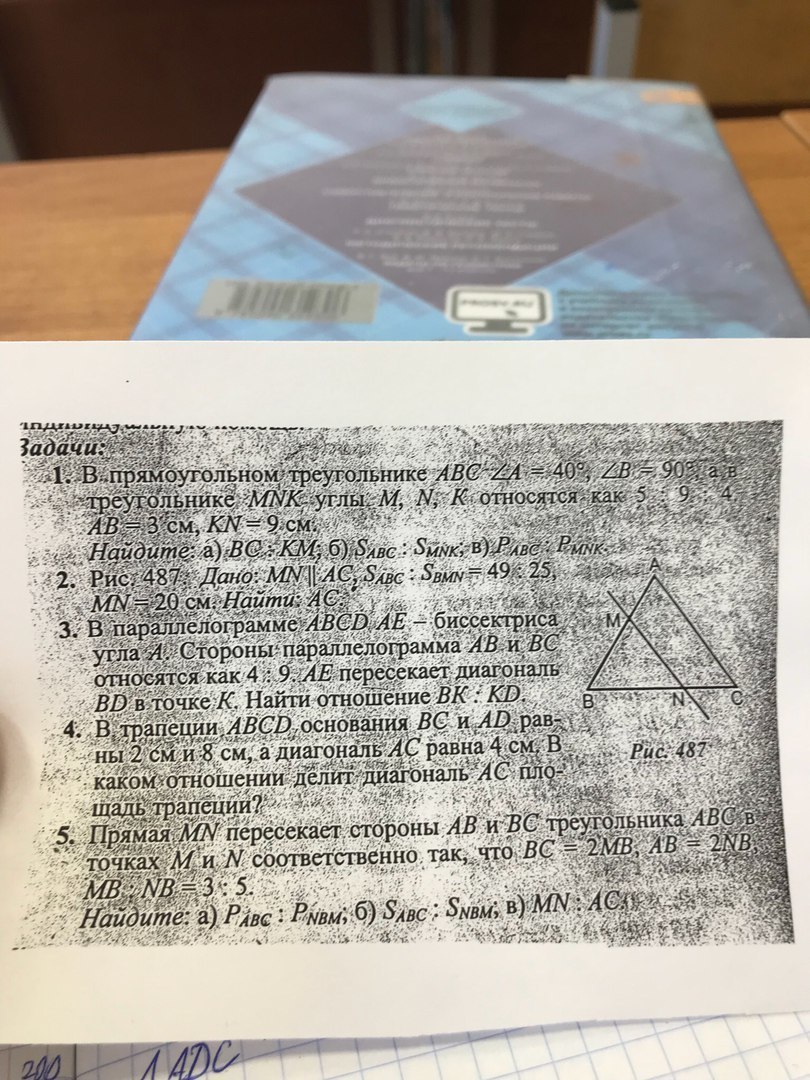 Задачи:
1. В прямоугольном треугольнике ABC ∠A = 40°, ∠B = 90°, а в
треугольнике MNK углы M, N, K относятся как 5 : 9 : 4
AB = 3 см, KN = 9 см.
Найдите: а) BC : KM; б) SABC : SMNK; в) PABC : PMNK.
2. Рис. 487. Дано: MN || AC, SABC : SBMN = 49 : 25,
MN = 20 см. Найти: AC.
3. В параллелограмме ABCD AE – биссектриса
угла A. Стороны параллелограмма AB и BC
относятся как 4 : 9. AE пересекает диагональ
BD в точке K. Найти отношение BK : KD.
4. В трапеции ABCD основания BC и AD рав-
ны 2 см и 8 см, а диагональ AC равна 4 см. В
каком отношении делит диагональ AC пло-
щадь трапеции?
A
M
B
N
C
Рис. 487
5. Прямая MN пересекает стороны AB и BC треугольника ABC в
точках M и N соответственно так, что BC = 2MB, AB = 2NB,
MB : NB = 3 : 5.
Найдите: а) PABC : PNBM; б) SABC : SNBM; в) MN : AC.
200
ADC